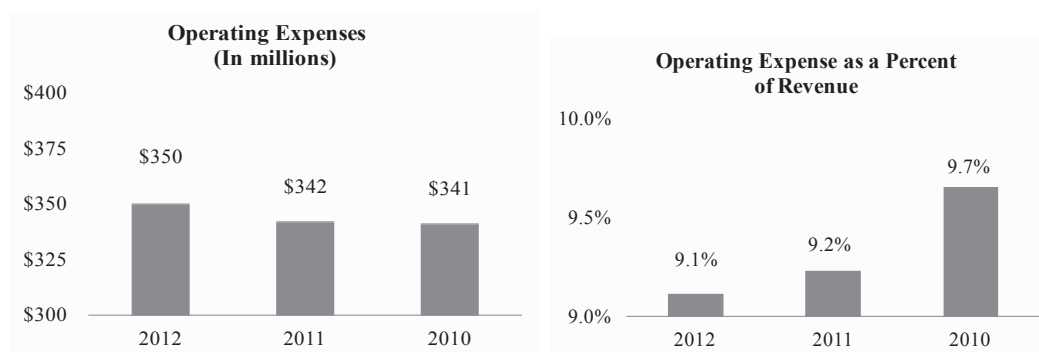 Operating Expenses
(In millions)
$400
$375
$350
$325
$300
$350
$342
$341
2012 2011 2010
Operating Expense as a Percent
of Revenue
10.0%
9.5%
9.0%
9.1%
9.2%
9.7%
2012 2011 2010